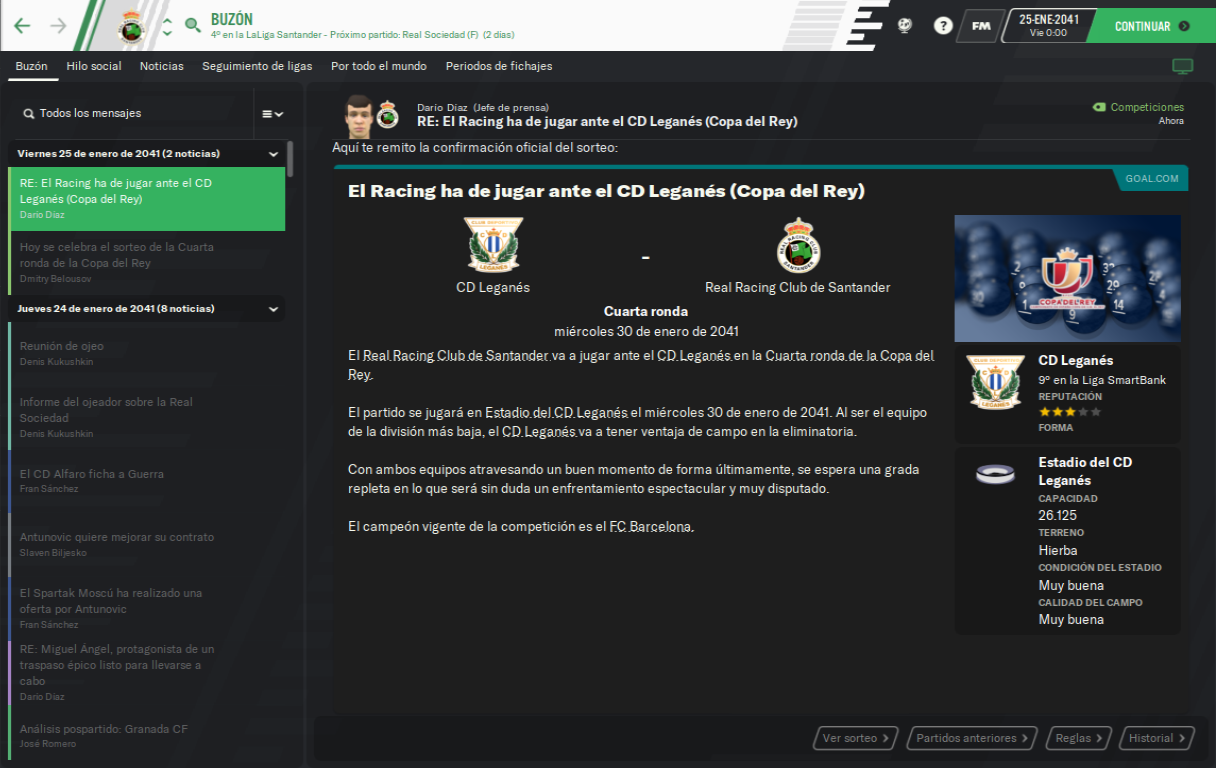 BUZÓN
4º en la LaLiga Santander - Próximo partido: Real Sociedad (F) (2 días)
?
FM
25-ENE-2041
Vie 0:00
CONTINUAR
Buzón
Hilo social
Noticias
Seguimiento de ligas
Por todo el mundo
Periodos de fichajes
Todos los mensajes
Viernes 25 de enero de 2041 (2 noticias)
RE: El Racing ha de jugar ante el CD
Leganés (Copa del Rey)
Darío Díaz
Hoy se celebra el sorteo de la Cuarta
ronda de la Copa del Rey
Dmitry Belousov
Jueves 24 de enero de 2041 (8 noticias)
Reunión de ojeo
Denis Kukushkin
Informe del ojeador sobre la Real
Sociedad
Denis Kukushkin
El CD Alfaro ficha a Guerra
Fran Sánchez
Antunovic quiere mejorar su contrato
Slaven Biljesko
El Spartak Moscú ha realizado una
oferta por Antunovic
Fran Sánchez
RE: Miguel Ángel, protagonista de un
traspaso épico listo para llevarse a
cabo
Darío Díaz
Análisis pospartido: Granada CF
José Romero
Darío Díaz (Jefe de prensa)
RE: El Racing ha de jugar ante el CD Leganés (Copa del Rey)
Competiciones
Ahora
Aquí te remito la confirmación oficial del sorteo:
GOAL.COM
El Racing ha de jugar ante el CD Leganés (Copa del Rey)
-
CD Leganés
Real Racing Club de Santander
Cuarta ronda
miércoles 30 de enero de 2041
El Real Racing Club de Santander va a jugar ante el CD Leganés en la Cuarta ronda de la Copa del
Rey.
El partido se jugará en Estadio del CD Leganés el miércoles 30 de enero de 2041. Al ser el equipo
de la división más baja, el CD Leganés va a tener ventaja de campo en la eliminatoria.
Con ambos equipos atravesando un buen momento de forma últimamente, se espera una grada
repleta en lo que será sin duda un enfrentamiento espectacular y muy disputado.
El campeón vigente de la competición es el FC Barcelona.
COPA DEL REY
CD Leganés
9º en la Liga SmartBank
REPUTACIÓN
FORMA
Estadio del CD
Leganés
CAPACIDAD
26.125
TERRENO
Hierba
CONDICIÓN DEL ESTADIO
Muy buena
CALIDAD DEL CAMPO
Muy buena
Ver sorteo
Partidos anteriores
Reglas
Historial